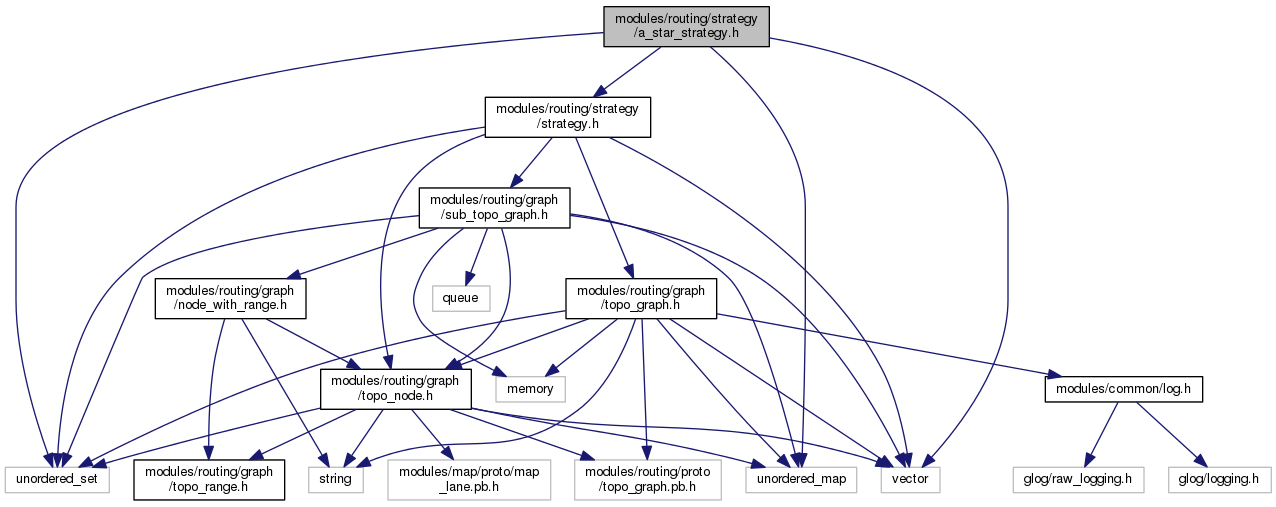 modules/routing/strategy
/a_star_strategy.h
modules/routing/strategy
/strategy.h
modules/routing/graph
/sub_topo_graph.h
modules/routing/graph
/node_with_range.h
queue
modules/routing/graph
/topo_graph.h
modules/routing/graph
/topo_node.h
memory
modules/common/log.h
unordered_set
modules/routing/graph
/topo_range.h
string
modules/map/proto/map
_lane.pb.h
modules/routing/proto
/topo_graph.pb.h
unordered_map
vector
glog/raw_logging.h
glog/logging.h